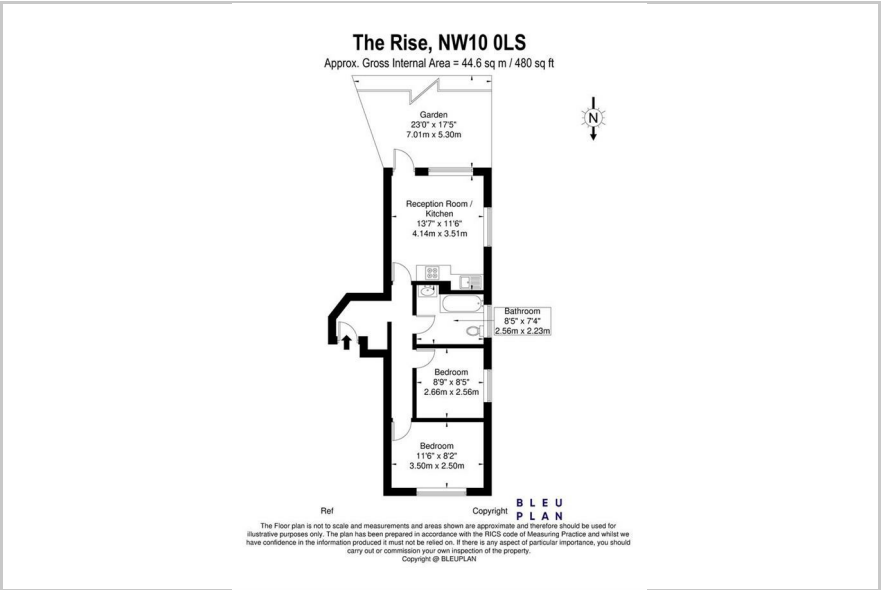 The Rise, NW10 0LS
Approx. Gross Internal Area = 44.6 sq m / 480 sq ft
N
Garden
23'0" x 17'5"
7.01m x 5.30m
Reception Room /
Kitchen
13'7" x 11'6"
4.14m x 3.51m
Bathroom
8'5" x 7'4"
2.56m x 2.23m
Bedroom
8'9" x 8'5"
2.66m x 2.56m
Bedroom
11'6" x 8'2"
3.50m x 2.50m
Ref
Copyright
BLEU
PLAN
The Floor plan is not to scale and measurements and areas shown are approximate and therefore should be used for
illustrative purposes only. The plan has been prepared in accordance with the RICS code of Measuring Practice and whilst we
have confidence in the information produced it must not be relied on. If there is any aspect of particular importance, you should
carry out or commission your own inspection of the property.
Copyright @ BLEUPLAN